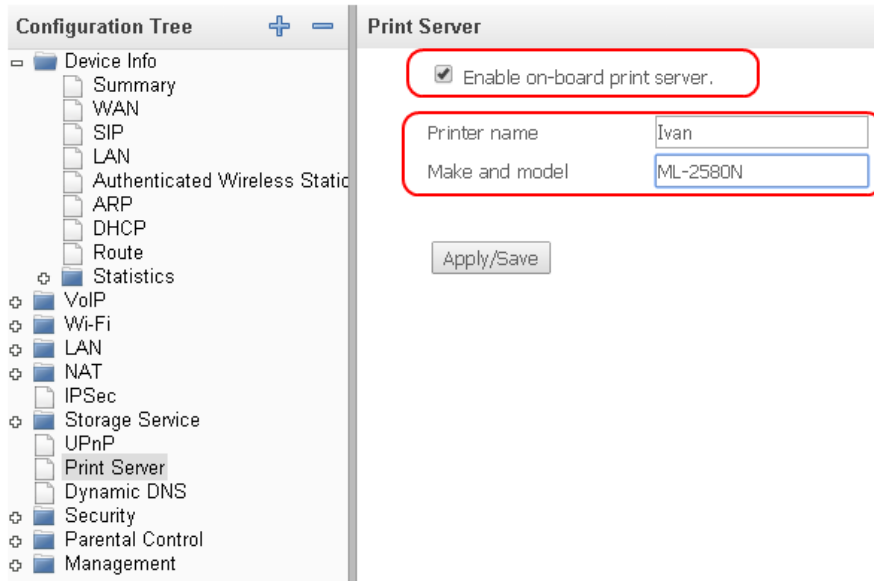 Configuration Tree
Device Info
Summary
WAN
SIP
LAN
Authenticated Wireless Static
ARP
DHCP
Route
Statistics
VoIP
Wi-Fi
LAN
NAT
IPSec
Storage Service
UPnP
Print Server
Dynamic DNS
Security
Parental Control
Management
Print Server
Enable on-board print server.
Printer name Ivan
Make and model ML-2580N
Apply/Save